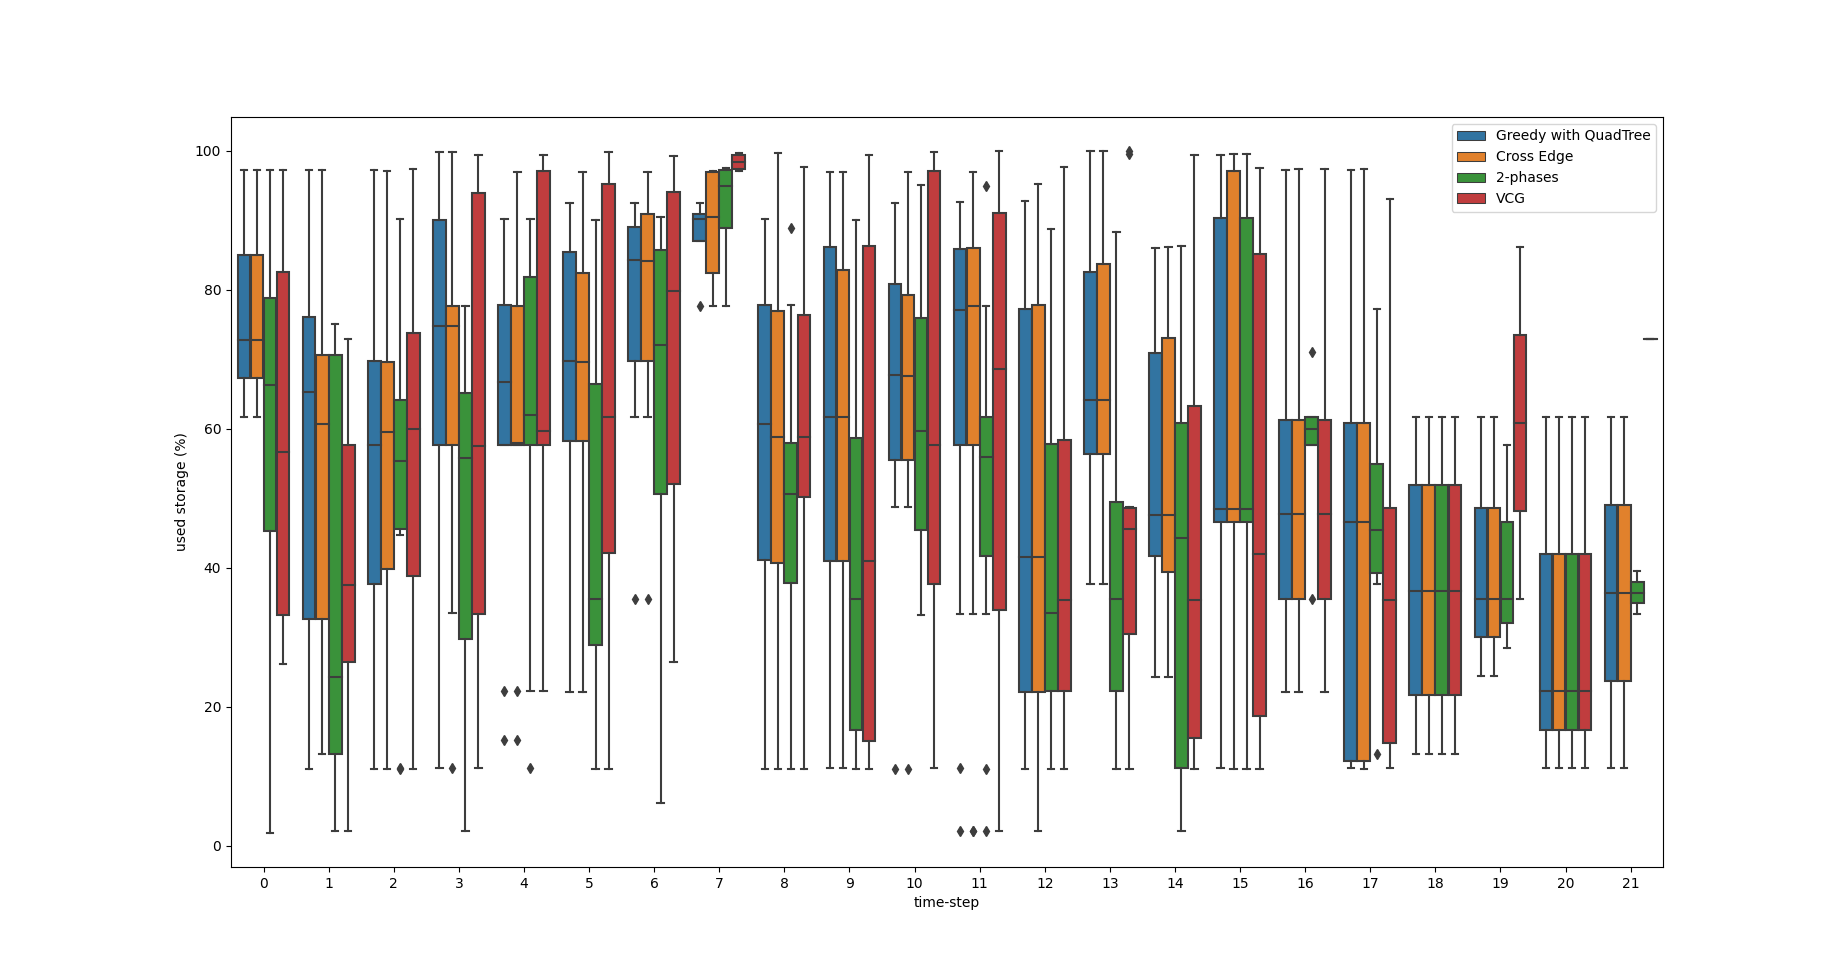 Greedy with QuadTree
Cross Edge
2-phases
VCG
100
80
60
40
20
0
used storage (%)
0 1 2 3 4 5 6 7 8 9 10 11 12 13 14 15 16 17 18 19 20 21
time-step